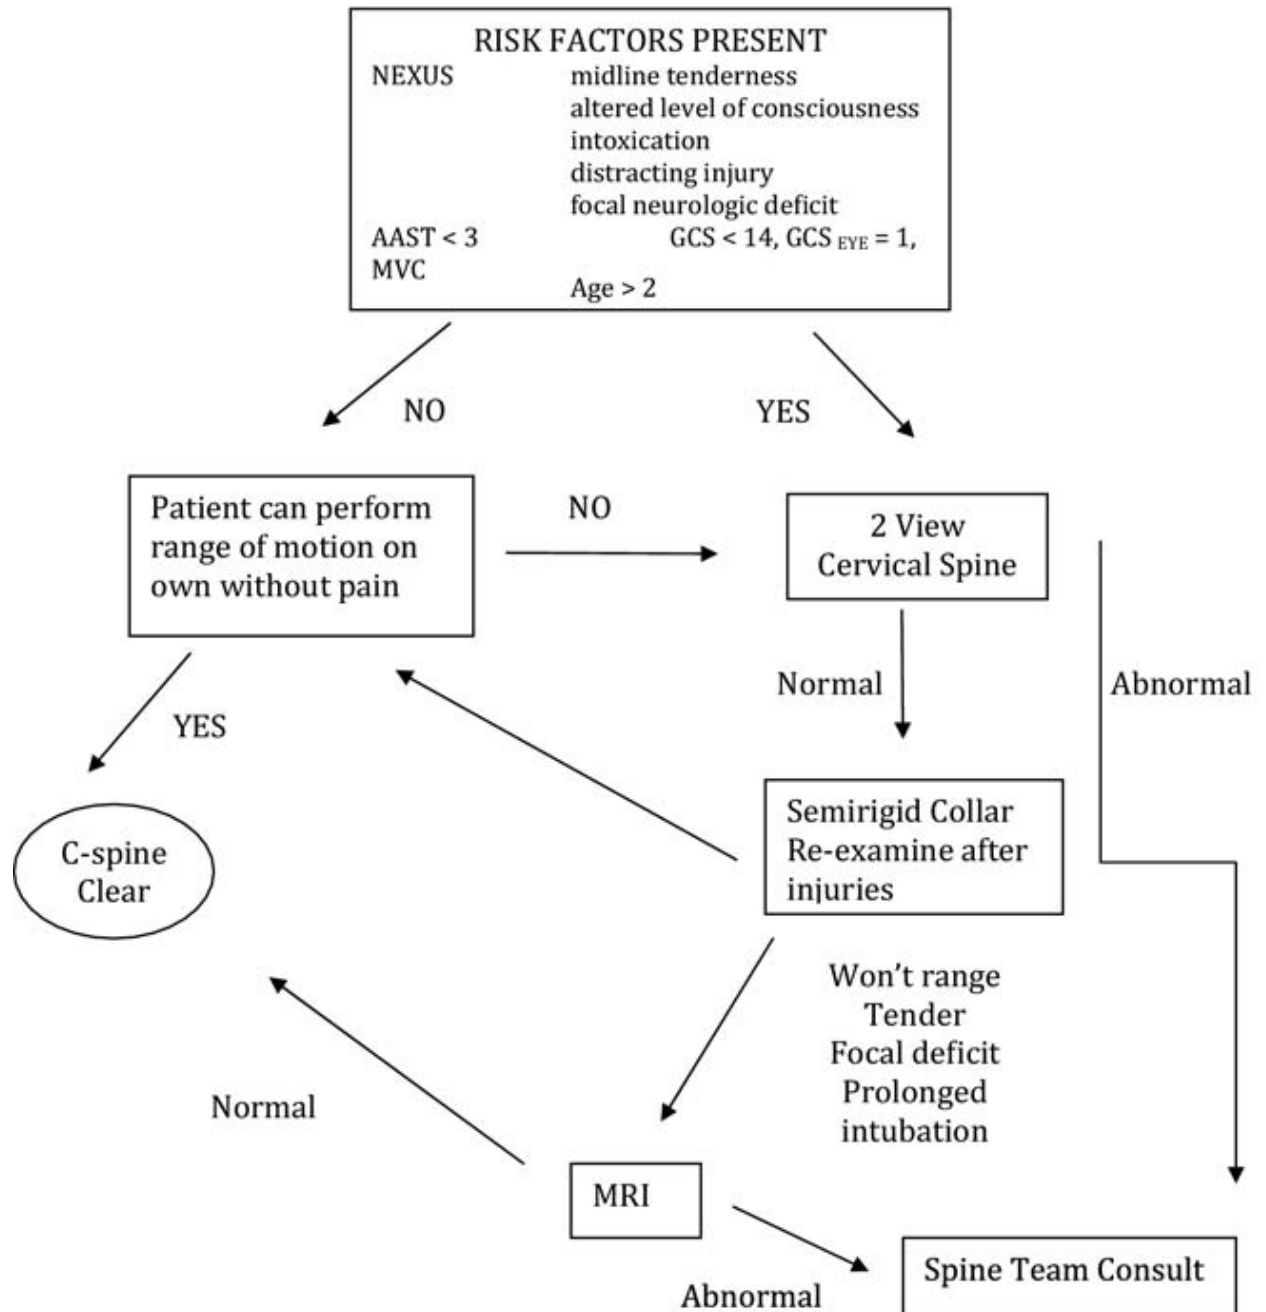 RISK FACTORS PRESENT
NEXUS midline tenderness
altered level of consciousness
intoxication
distracting injury
focal neurologic deficit
AAST < 3 GCS < 14, GCS EYE = 1,
MVC
Age > 2
NO
YES
Patient can perform
range of motion on
own without pain
NO
2 View
Cervical Spine
Normal
Abnormal
YES
Semirigid Collar
Re-examine after
injuries
C-spine
Clear
Won't range
Tender
Focal deficit
Prolonged
intubation
Normal
MRI
Spine Team Consult
Abnormal